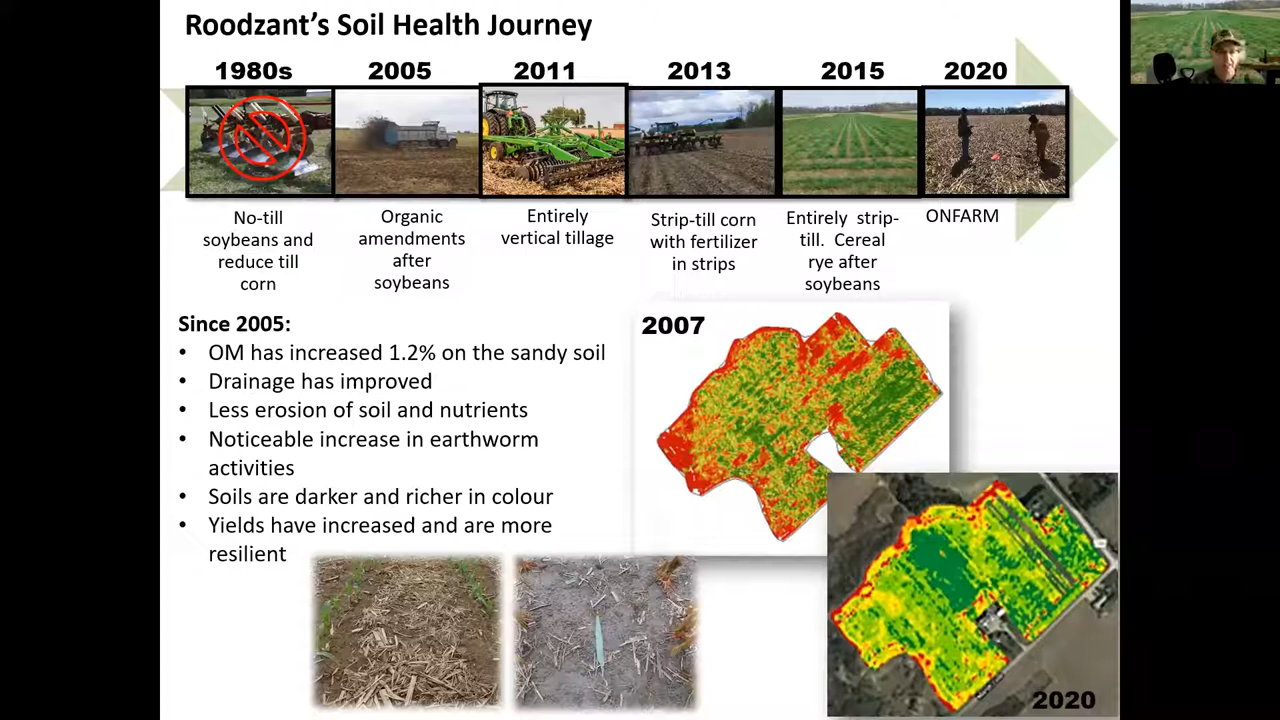 Roodzant's Soil Health Journey
1980s
2005
2011
2013
2015
2020
No-till
soybeans and
reduce till
corn
Organic
amendments
after
soybeans
Entirely
vertical tillage
Strip-till corn
with fertilizer
in strips
Entirely strip-
till. Cereal
rye after
soybeans
ONFARM
Since 2005:
• OM has increased 1.2% on the sandy soil
• Drainage has improved
• Less erosion of soil and nutrients
• Noticeable increase in earthworm
activities
• Soils are darker and richer in colour
• Yields have increased and are more
resilient
2007
2020